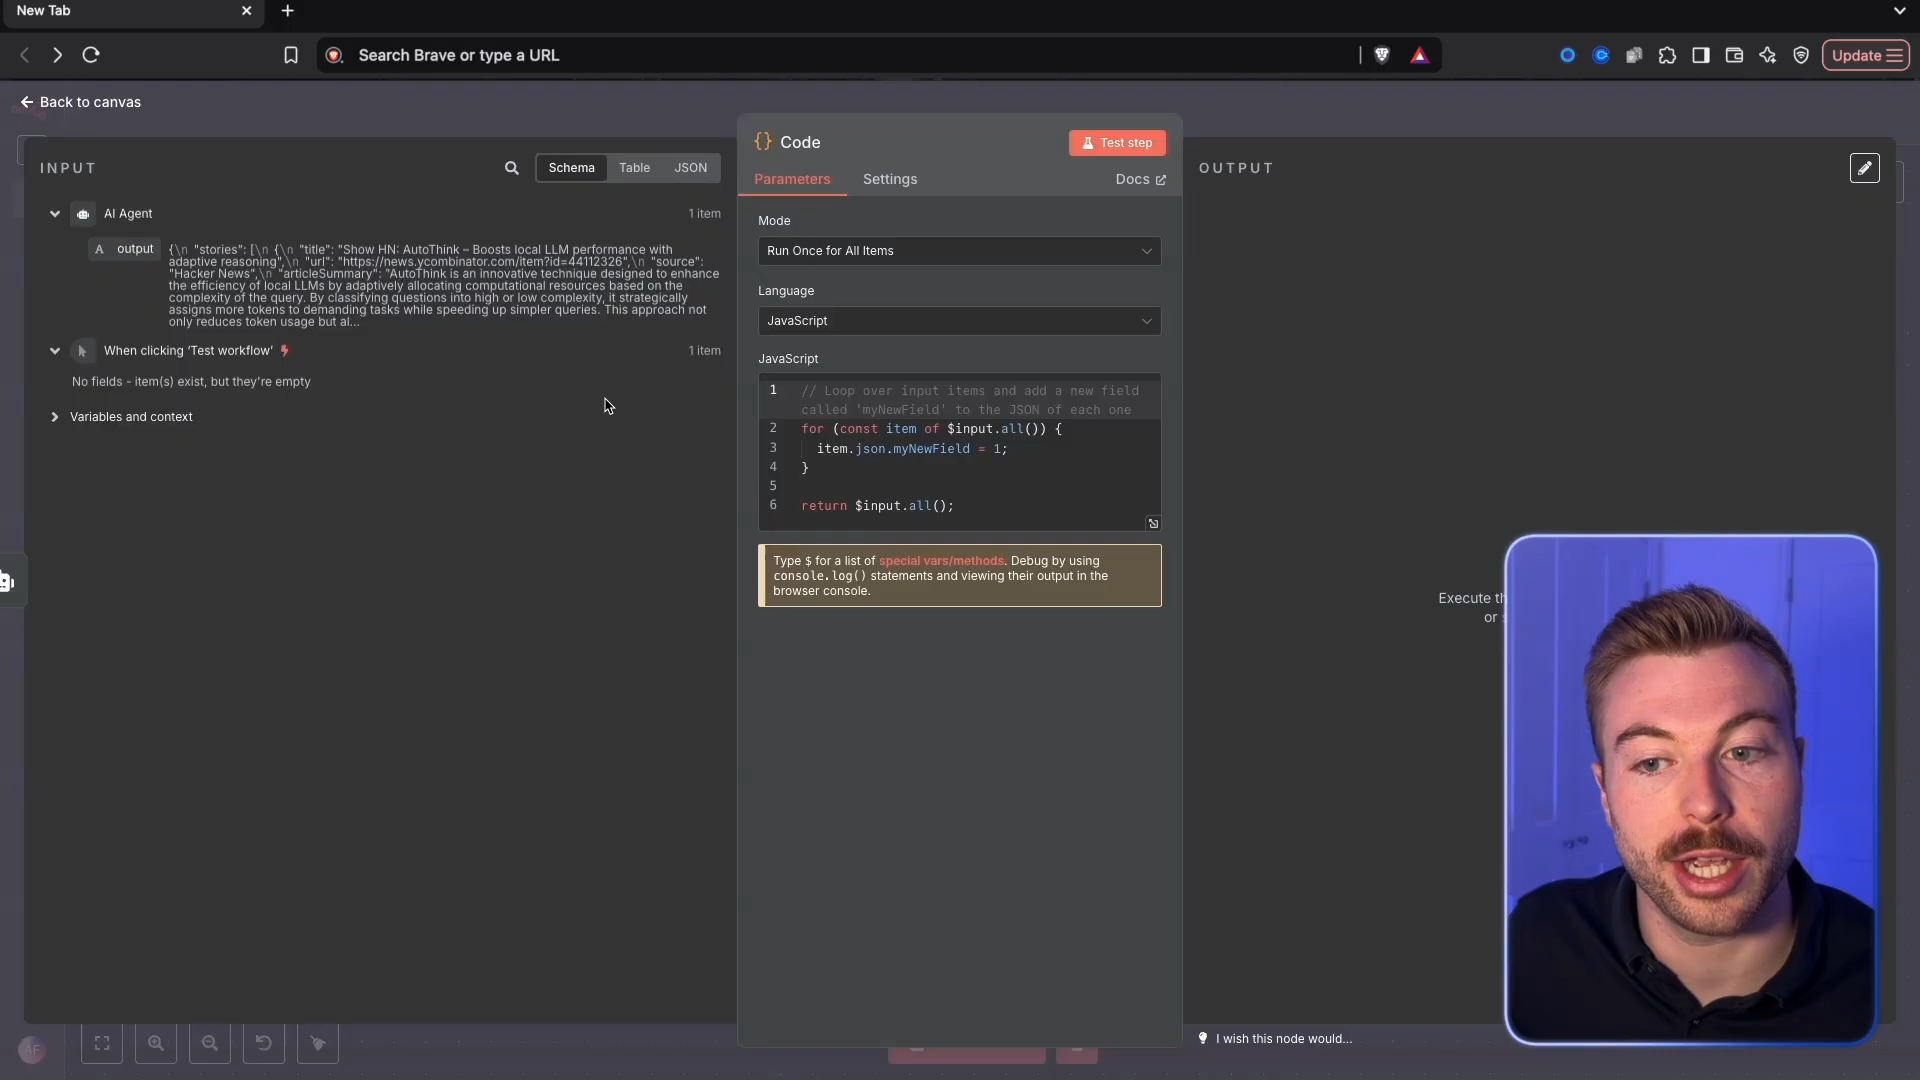 New Tab
Search Brave or type a URL
Update
Back to canvas
INPUT
Schema
Table
JSON
AI Agent
1 item
A output
{\n "stories": [\n {\n "title": "Show HN: AutoThink – Boosts local LLM performance with
adaptive reasoning",\n "url": "https://news.ycombinator.com/item?id=44112326",\n "source":
"Hacker News",\n "articleSummary": "AutoThink is an innovative technique designed to enhance
the efficiency of local LLMs by adaptively allocating computational resources based on the
complexity of the query. By classifying questions into high or low complexity, it strategically
assigns more tokens to demanding tasks while speeding up simpler queries. This approach not
only reduces token usage but al...
When clicking ‘Test workflow’
1 item
No fields - item(s) exist, but they're empty
Variables and context
{} Code
Test step
Parameters
Settings
Docs
Mode
Run Once for All Items
Language
JavaScript
JavaScript
1 // Loop over input items and add a new field
called 'myNewField' to the JSON of each one
2 for (const item of $input.all()) {
3 item.json.myNewField = 1;
4 }
5
6 return $input.all();
Type $ for a list of special vars/methods. Debug by using
console.log() statements and viewing their output in the
browser console.
OUTPUT
Execute
or
I wish this node would...
AF